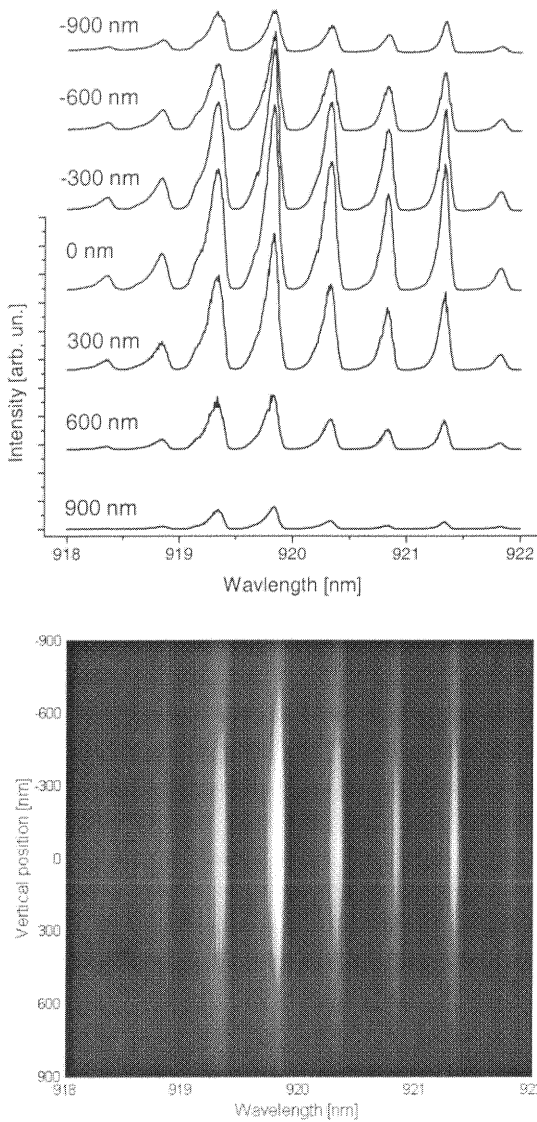 -900 nm
-600 nm
-300 nm
0 nm
300 nm
600 nm
900 nm
Intensity [arb. un.]
918 919 920 921 922
Wavlength [nm]
-900
-600
-300
0
300
600
900
Vertical position [nm]
918 919 920 921 922
Wavelength [nm]